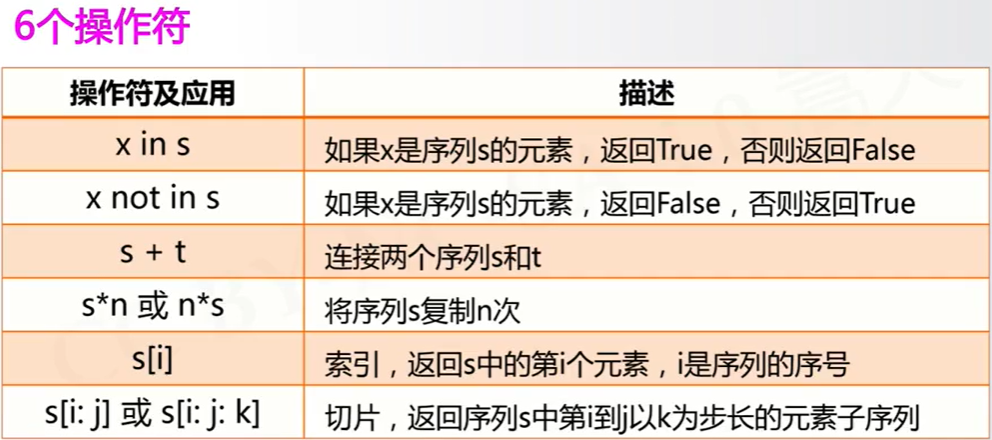 6个操作符
操作符及应用 描述
x in s 如果x是序列s的元素，返回True，否则返回False
x not in s 如果x是序列s的元素，返回False，否则返回True
s + t 连接两个序列s和t
s*n 或 n*s 将序列s复制n次
s[i] 索引，返回s中的第i个元素，i是序列的序号
s[i: j] 或 s[i: j: k] 切片，返回序列s中第i到j以k为步长的元素子序列